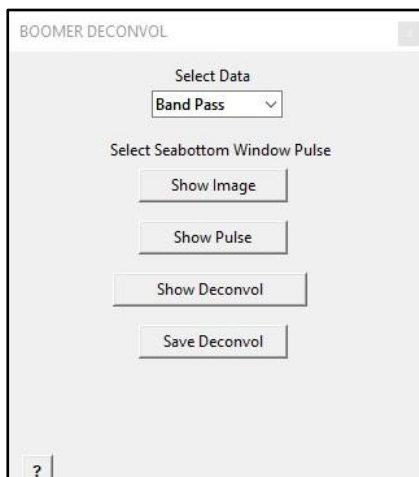 BOOMER DECONVOL
Select Data
Band Pass
Select Seabottom Window Pulse
Show Image
Show Pulse
Show Deconvol
Save Deconvol
?